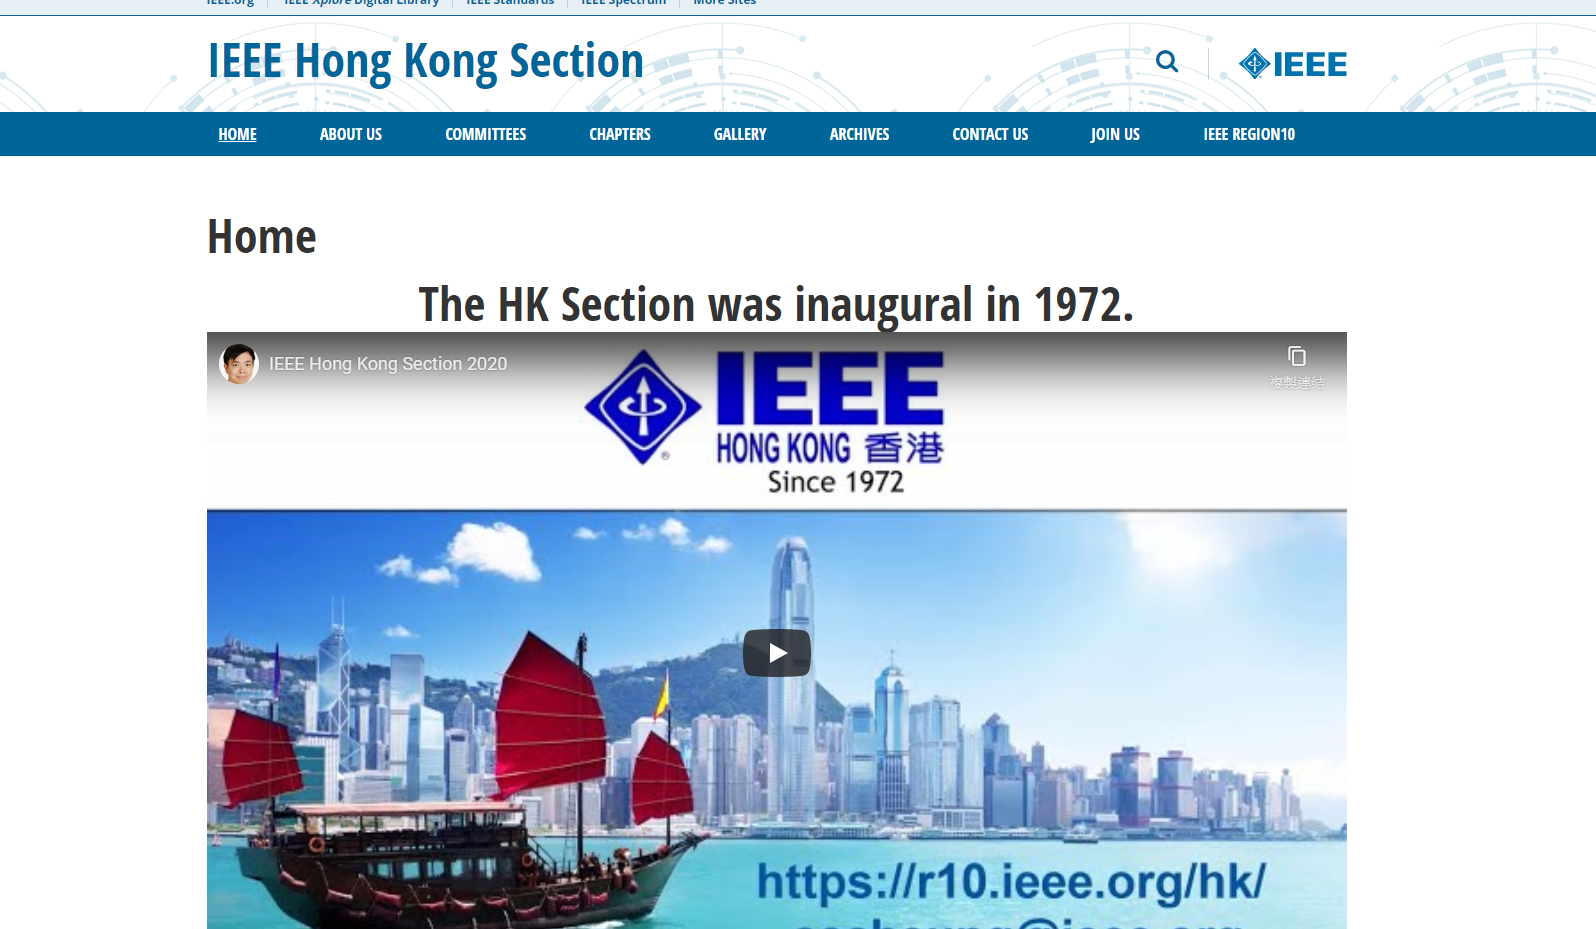 IEEE.org IEEE Xplore Digital Library IEEE Standards IEEE Spectrum More Sites
IEEE Hong Kong Section
IEEE
HOME ABOUT US COMMITTEES CHAPTERS GALLERY ARCHIVES CONTACT US JOIN US IEEE REGION10
Home
The HK Section was inaugural in 1972.
IEEE Hong Kong Section 2020
複製連結
IEEE
HONG KONG 香港
Since 1972
https://r10.ieee.org/hk/